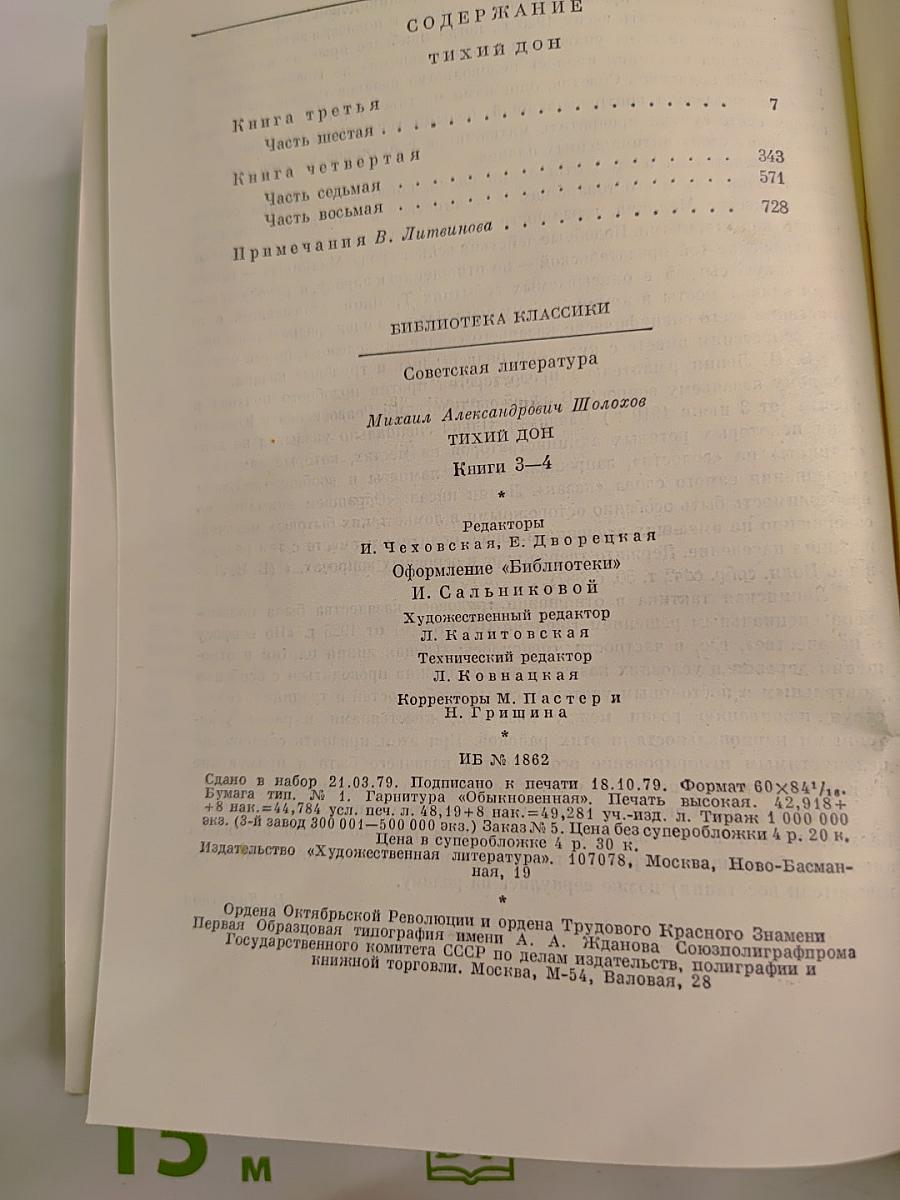 СОДЕРЖАНИЕ
ТИХИЙ ДОН
Книга третья
Часть шестая . . . . . . . . . . . . . . . . . . . 7
Книга четвертая
Часть седьмая . . . . . . . . . . . . . . . . . . 343
Часть восьмая . . . . . . . . . . . . . . . . . . 571
Примечания В. Литвинова . . . . . . . . . . . . 728
БИБЛИОТЕКА КЛАССИКИ
Советская литература
Михаил Александрович Шолохов
ТИХИЙ ДОН
Книги 3—4
*
Редакторы
И. Чеховская, Е. Дворецкая
Оформление «Библиотеки»
И. Сальниковой
Художественный редактор
Л. Калитовская
Технический редактор
Л. Ковнацкая
Корректоры М. Пастер и
Н. Гришина
*
ИБ № 1862
Сдано в набор 21.03.79. Подписано к печати 18.10.79. Формат 60×84¹/₁₆.
Бумага тип. № 1. Гарнитура «Обыкновенная». Печать высокая. 42,918+
+8 нак.=44,784 усл. печ. л. 48,19+8 нак.=49,281 уч.-изд. л. Тираж 1 000 000
экз. (3-й завод 300 001—500 000 экз.) Заказ № 5. Цена без суперобложки 4 р. 20 к.
Цена в суперобложке 4 р. 30 к.
Издательство «Художественная литература». 107078, Москва, Ново-Басман-
ная, 19
*
Ордена Октябрьской Революции и ордена Трудового Красного Знамени
Первая Образцовая типография имени А. А. Жданова Союзполиграфпрома
Государственного комитета СССР по делам издательств, полиграфии и
книжной торговли. Москва, М-54, Валовая, 28
15 м